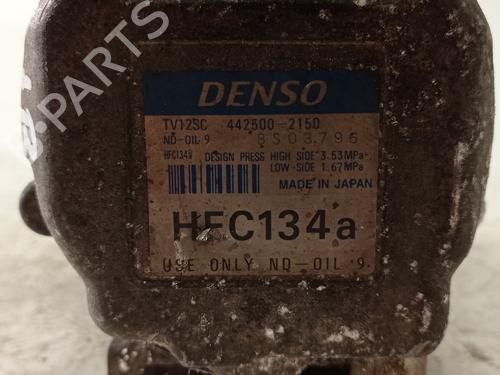 PARTS
DENSO
TV12SC 442500-2150
ND-OIL 9 8S03796
HFC134a DESIGN PRESS HIGH SIDE 3.53MPa
LOW-SIDE 1.67MPa
MADE IN JAPAN
HFC134a
USE ONLY ND-OIL 9.